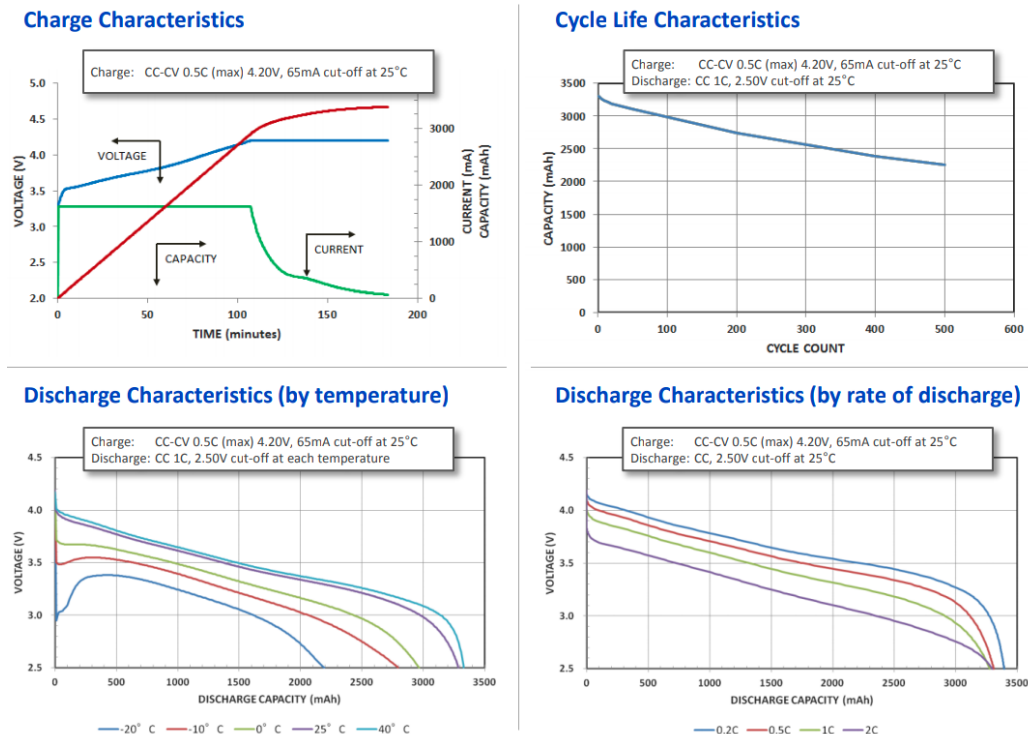 Charge Characteristics
Charge: CC-CV 0.5C (max) 4.20V, 65mA cut-off at 25°C
5.0
4.5
4.0
3.5
3.0
2.5
2.0
VOLTAGE (V)
VOLTAGE
CAPACITY
CURRENT
3000
2000
1000
0
CURRENT (mA)
CAPACITY (mAh)
0 50 100 150 200
TIME (minutes)
Cycle Life Characteristics
Charge: CC-CV 0.5C (max) 4.20V, 65mA cut-off at 25°C
Discharge: CC 1C, 2.50V cut-off at 25°C
3500
3000
2500
2000
1500
1000
500
0
CAPACITY (mAh)
0 100 200 300 400 500 600
CYCLE COUNT
Discharge Characteristics (by temperature)
Charge: CC-CV 0.5C (max) 4.20V, 65mA cut-off at 25°C
Discharge: CC 1C, 2.50V cut-off at each temperature
4.5
4.0
3.5
3.0
2.5
VOLTAGE (V)
0 500 1000 1500 2000 2500 3000 3500
DISCHARGE CAPACITY (mAh)
-20° C -10° C 0° C 25° C 40° C
Discharge Characteristics (by rate of discharge)
Charge: CC-CV 0.5C (max) 4.20V, 65mA cut-off at 25°C
Discharge: CC, 2.50V cut-off at 25°C
4.5
4.0
3.5
3.0
2.5
VOLTAGE (V)
0 500 1000 1500 2000 2500 3000 3500
DISCHARGE CAPACITY (mAh)
0.2C 0.5C 1C 2C